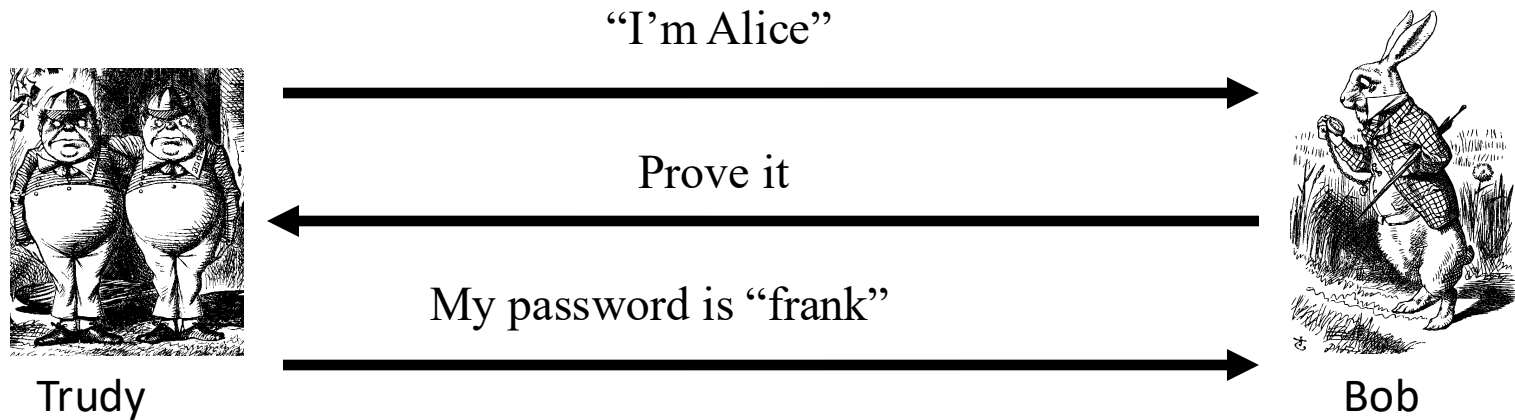 “I’m Alice”
Prove it
My password is “frank”
Trudy
Bob